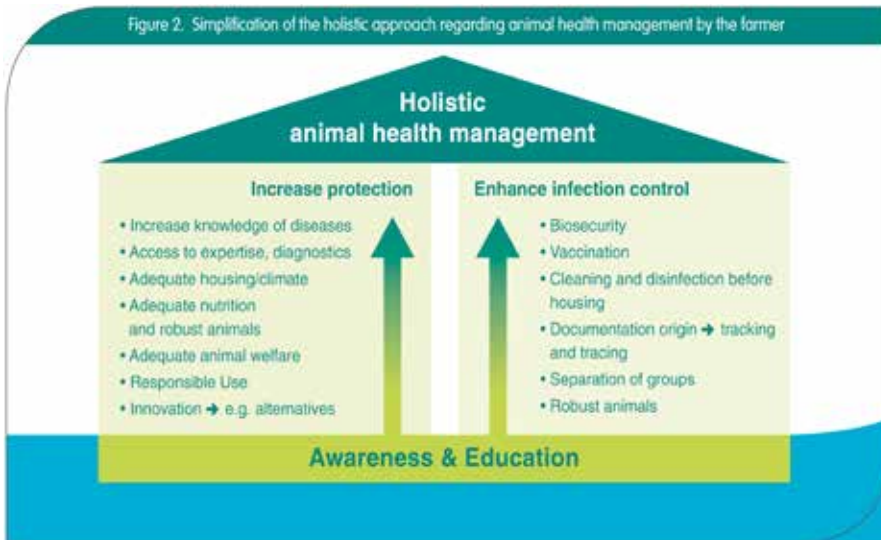 Figure 2. Simplification of the holistic approach regarding animal health management by the farmer
Holistic
animal health management
Increase protection
• Increase knowledge of diseases
• Access to expertise, diagnostics
• Adequate housing/climate
• Adequate nutrition
and robust animals
• Adequate animal welfare
• Responsible Use
• Innovation ➔ e.g. alternatives
Enhance infection control
• Biosecurity
• Vaccination
• Cleaning and disinfection before
housing
• Documentation origin ➔ tracking
and tracing
• Separation of groups
• Robust animals
Awareness & Education